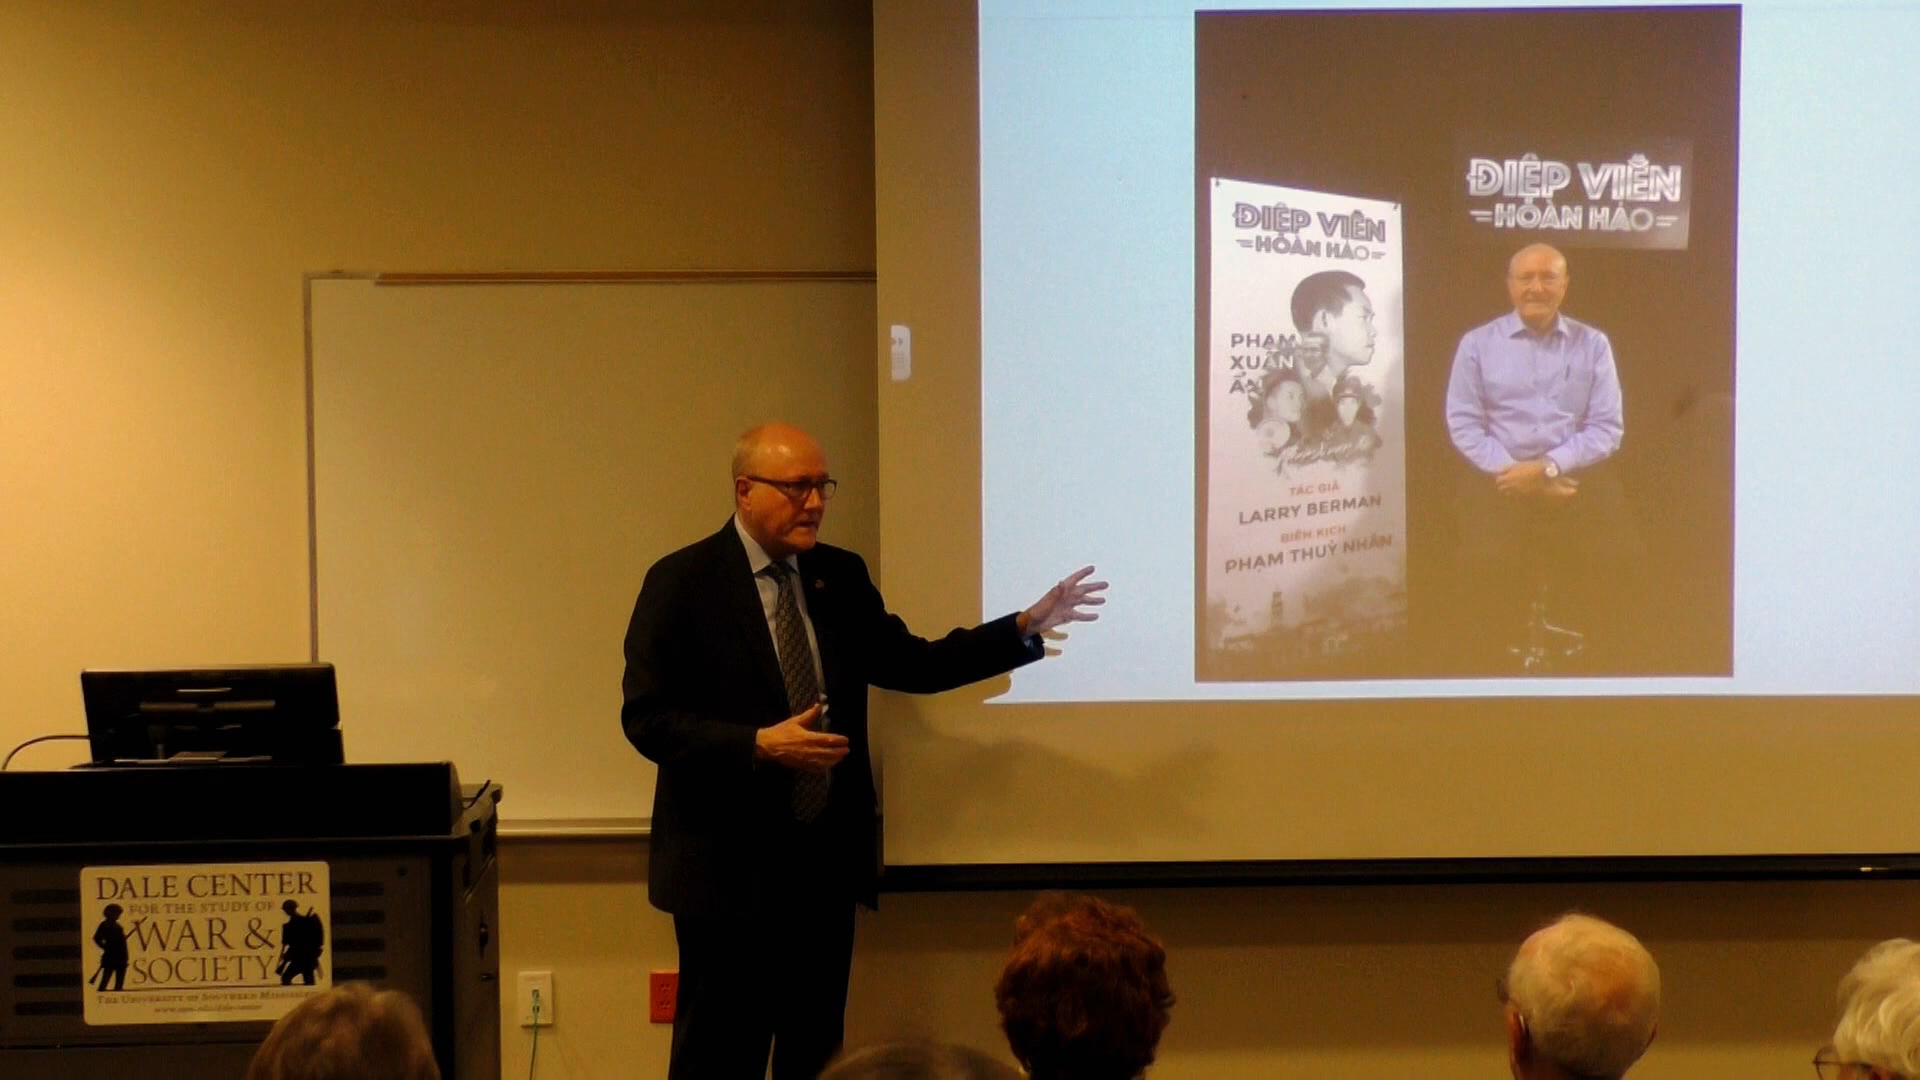 ĐIỆP VIÊN
HOÀN HẢO
ĐIỆP VIÊN
HOÀN HẢO
PHẠM
XUÂN
ẨN
TÁC GIẢ
LARRY BERMAN
BIÊN KỊCH
PHẠM THUỲ NHÂN
DALE CENTER
FOR THE STUDY OF
WAR &
SOCIETY
THE UNIVERSITY OF SOUTHERN MISSISSIPPI